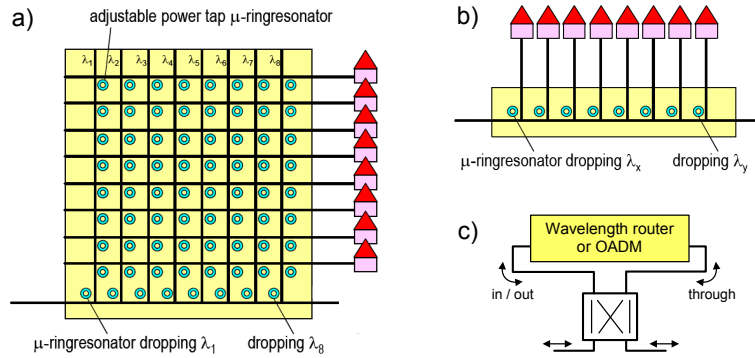 a)
adjustable power tap μ-ringresonator
λ1 λ2 λ3 λ4 λ5 λ6 λ7 λ8
μ-ringresonator dropping λ1
dropping λ8
b)
μ-ringresonator dropping λx
dropping λy
c)
Wavelength router
or OADM
in / out
through